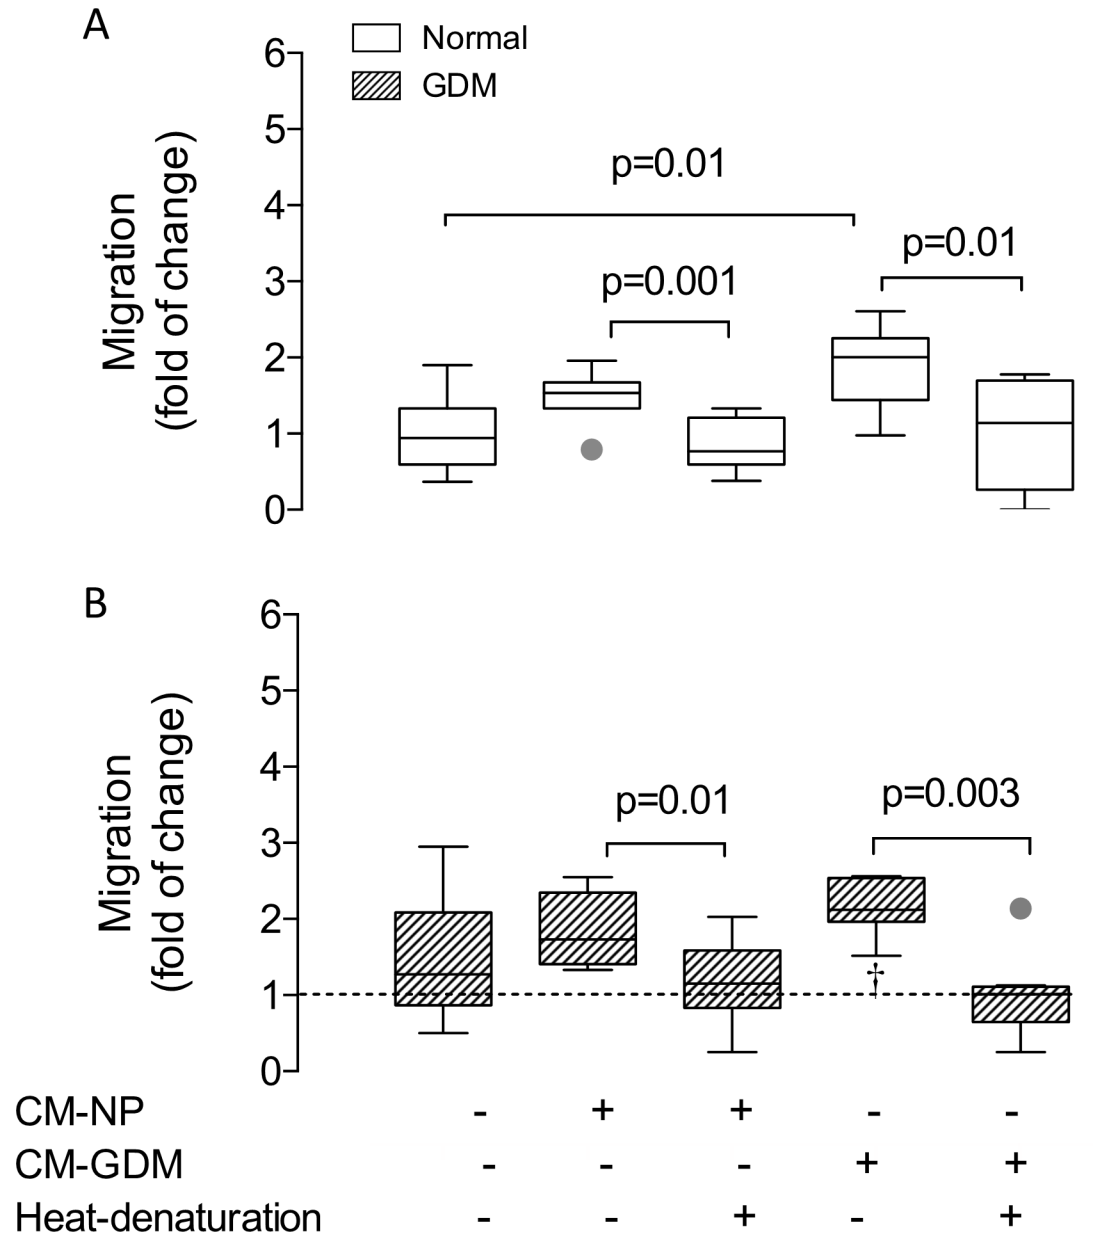 A
Normal
GDM
Migration
(fold of change)
6
5
4
3
2
1
0
p=0.01
p=0.001
p=0.01
B
Migration
(fold of change)
6
5
4
3
2
1
0
p=0.01
p=0.003
‡
CM-NP - + + - -
CM-GDM - - - + +
Heat-denaturation - - + - +